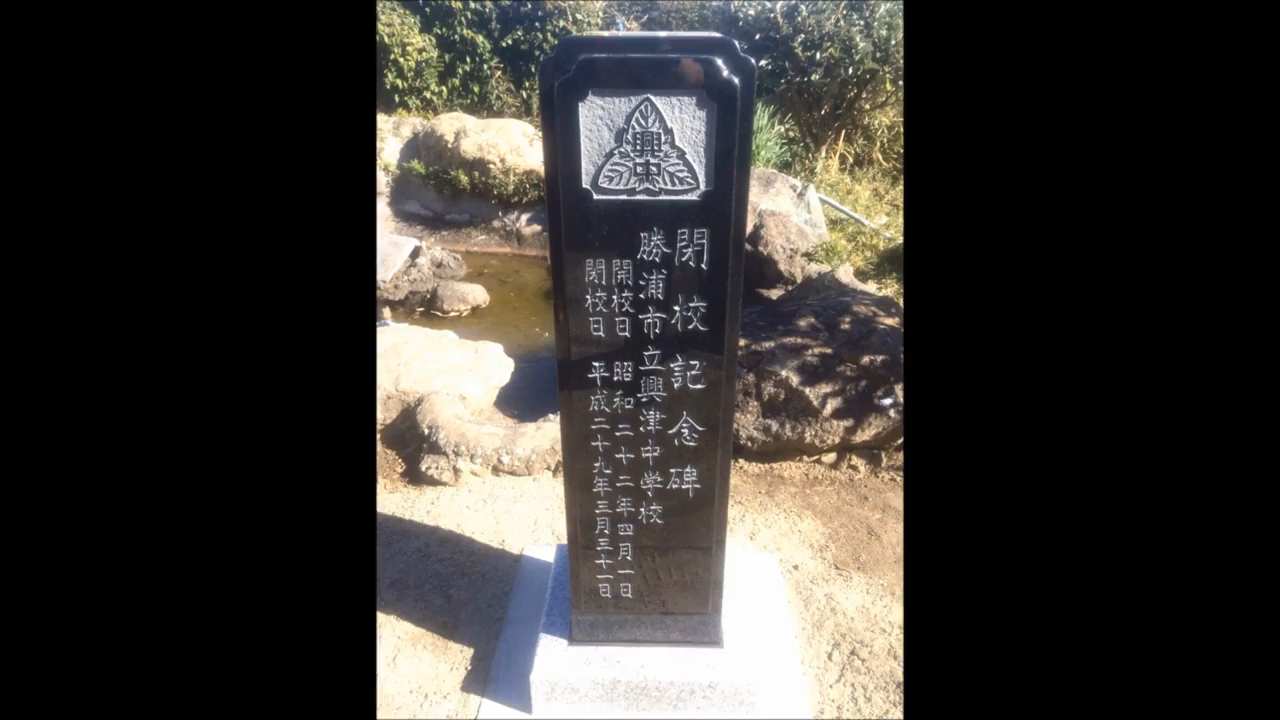 興中
閉校記念碑
勝浦市立興津中学校
開校日 昭和二十二年四月一日
閉校日 平成二十九年三月三十一日